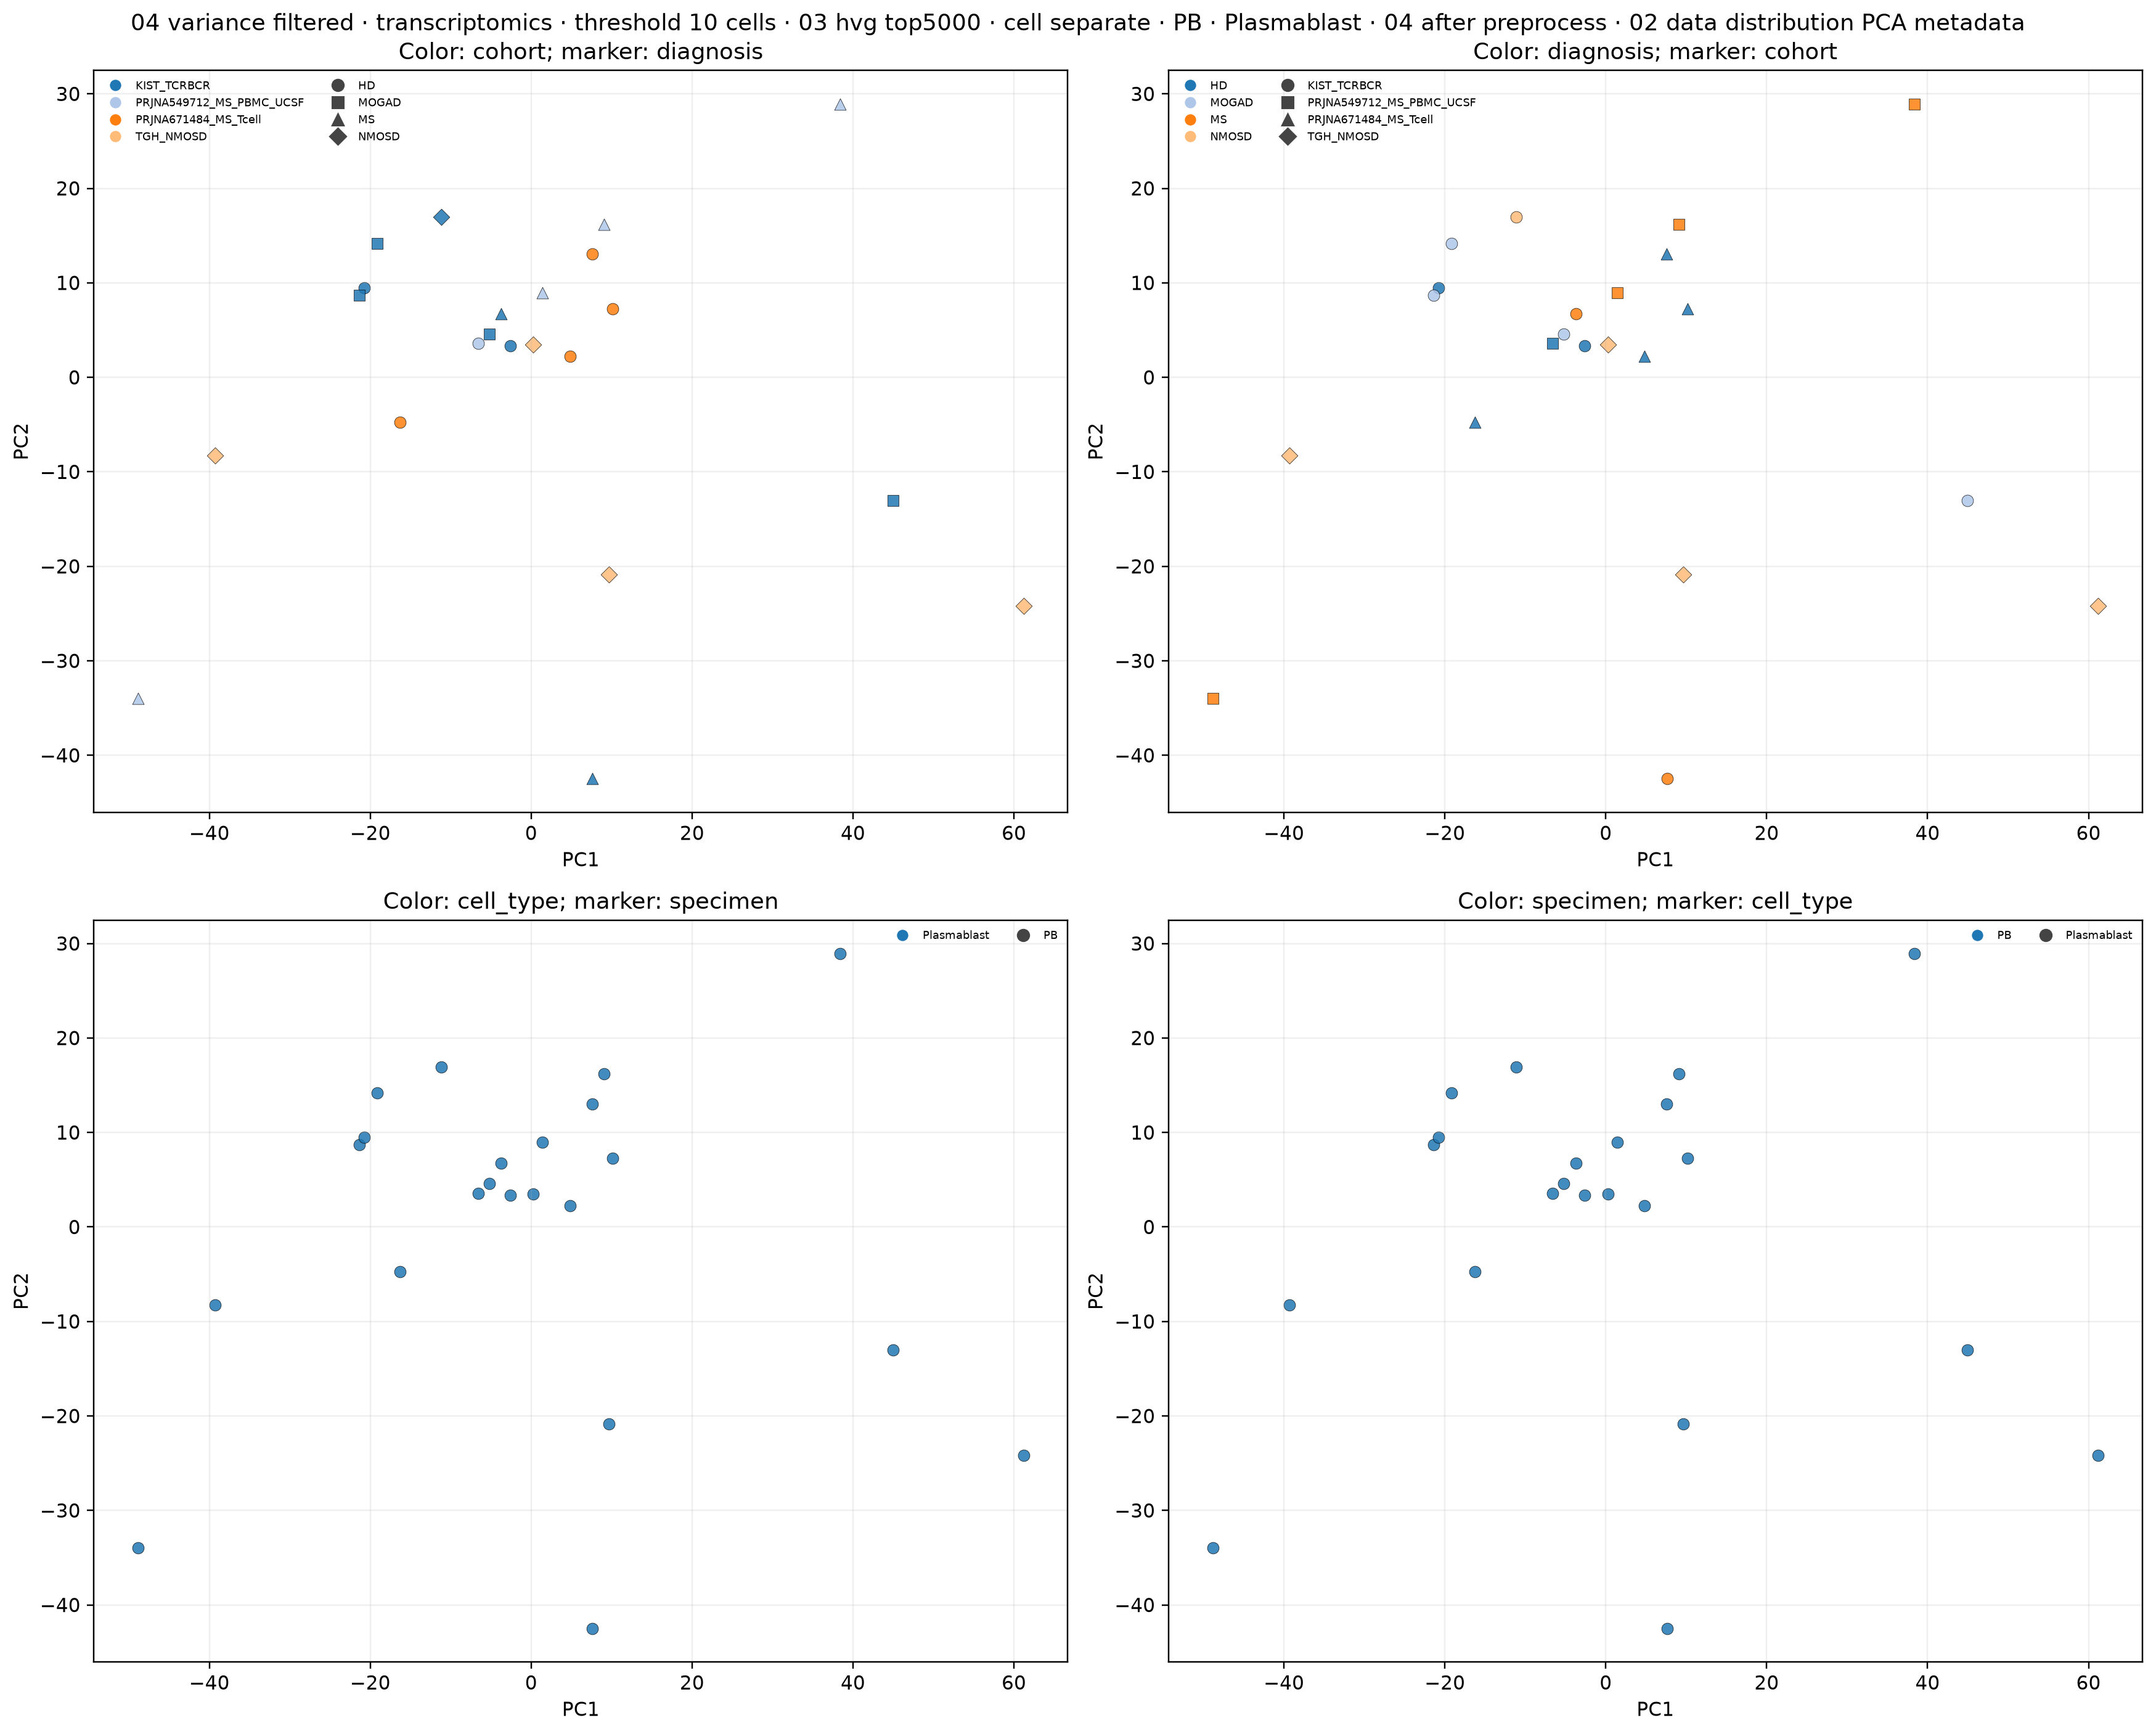 04 variance filtered · transcriptomics · threshold 10 cells · 03 hvg top5000 · cell separate · PB · Plasmablast · 04 after preprocess · 02 data distribution PCA metadata
Color: cohort; marker: diagnosis
KIST_TCRBCR
PRJNA549712_MS_PBMC_UCSF
PRJNA671484_MS_Tcell
TGH_NMOSD
HD
MOGAD
MS
NMOSD
30
20
10
0
−10
−20
−30
−40
PC2
−40 −20 0 20 40 60
PC1
Color: diagnosis; marker: cohort
HD
MOGAD
MS
NMOSD
KIST_TCRBCR
PRJNA549712_MS_PBMC_UCSF
PRJNA671484_MS_Tcell
TGH_NMOSD
30
20
10
0
−10
−20
−30
−40
PC2
−40 −20 0 20 40 60
PC1
Color: cell_type; marker: specimen
Plasmablast PB
30
20
10
0
−10
−20
−30
−40
PC2
−40 −20 0 20 40 60
PC1
Color: specimen; marker: cell_type
PB Plasmablast
30
20
10
0
−10
−20
−30
−40
PC2
−40 −20 0 20 40 60
PC1